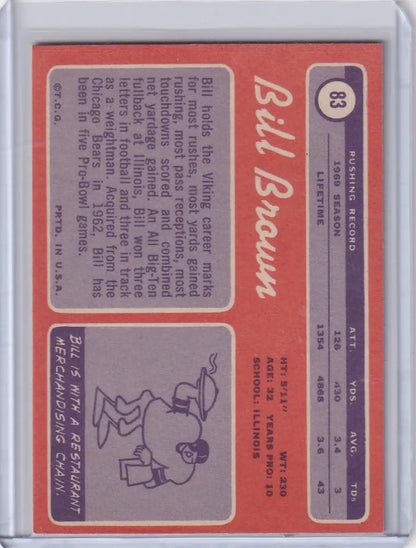 83
Bill Brown
RUSHING RECORD ATT. YDS. AVG. TDs
1969 SEASON 126 430 3.4 3
LIFETIME 1354 4868 3.6 43
HT: 5/11" WT: 230
AGE: 32 YEARS PRO: 10
SCHOOL: ILLINOIS
Bill holds the Viking career marks
for most rushes, most yards gained
rushing, most pass receptions, most
touchdowns scored and combined
net yardage gained. An All Big-Ten
fullback at Illinois, Bill won three
letters in football and three in track
as a weightman. Acquired from the
Chicago Bears in 1962, Bill has
been in five Pro-Bowl games.
©T.C.G. PRTD. IN U.S.A.
BILL IS WITH A RESTAURANT
MERCHANDISING CHAIN.